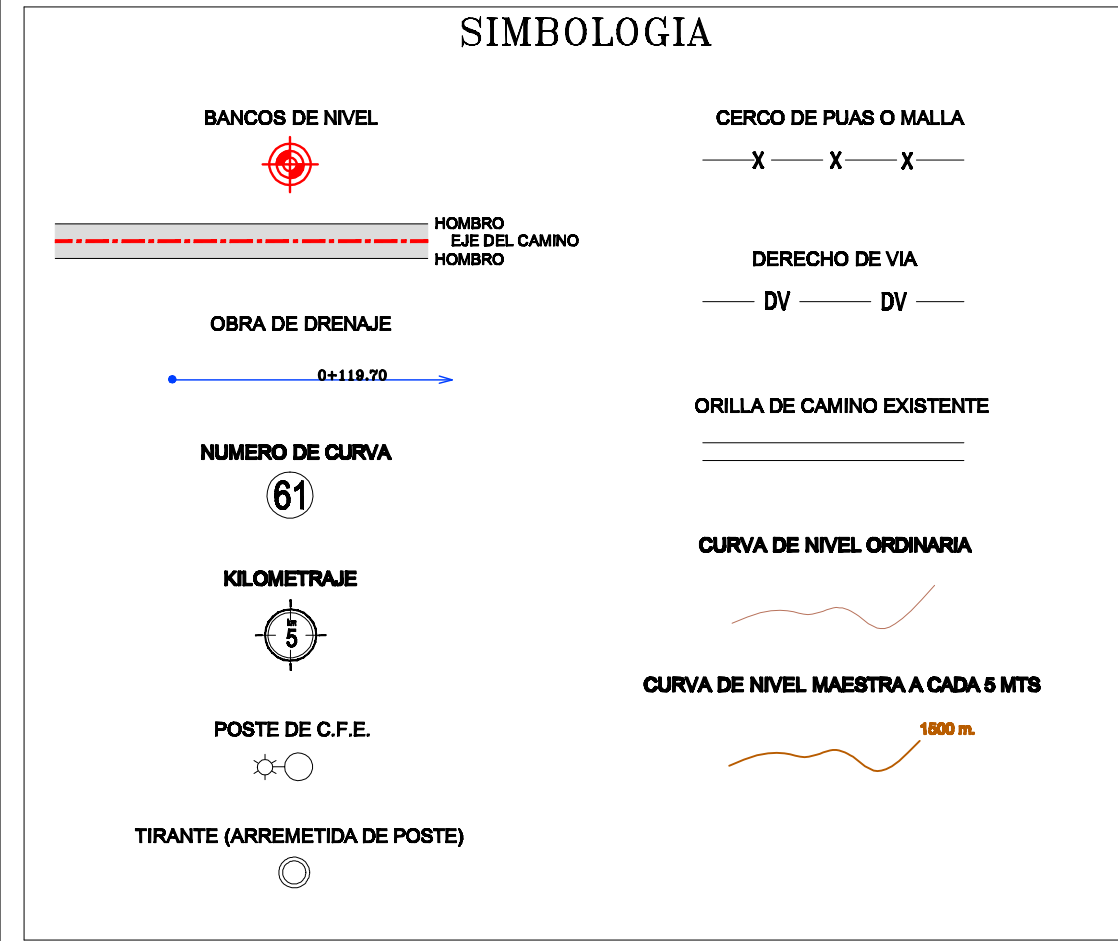 SIMBOLOGIA
BANCOS DE NIVEL
HOMBRO
EJE DEL CAMINO
HOMBRO
OBRA DE DRENAJE
0+119.70
NUMERO DE CURVA
61
KILOMETRAJE
km
5
POSTE DE C.F.E.
TIRANTE (ARREMETIDA DE POSTE)
CERCO DE PUAS O MALLA
X X X
DERECHO DE VIA
DV DV
ORILLA DE CAMINO EXISTENTE
CURVA DE NIVEL ORDINARIA
CURVA DE NIVEL MAESTRA A CADA 5 MTS
1500 m.